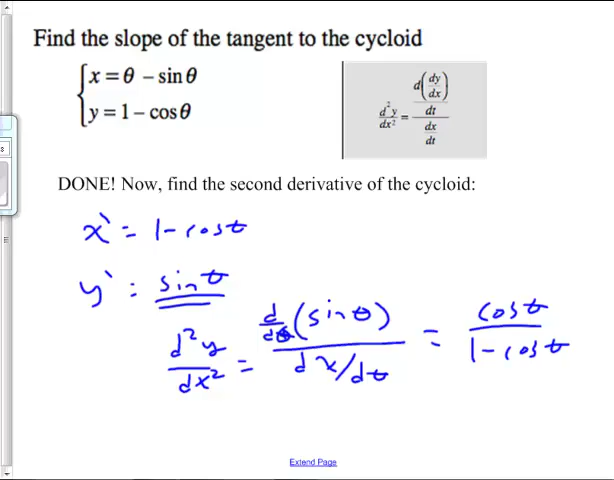 Find the slope of the tangent to the cycloid
{x = θ − sin θ
y = 1 − cos θ
d²y/dx² = (d(dy/dx)/dt)/(dx/dt)
DONE! Now, find the second derivative of the cycloid:
x` = 1 - cos θ
y` = sin θ
d²y/dx² = (d/dθ (sin θ))/(dx/dθ) = cos θ/(1 - cos θ)
Extend Page